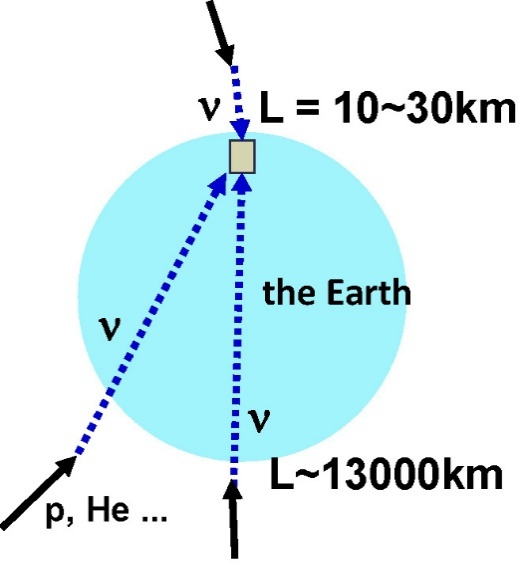 ν L = 10~30km
the Earth
ν
ν
L~13000km
p, He ...